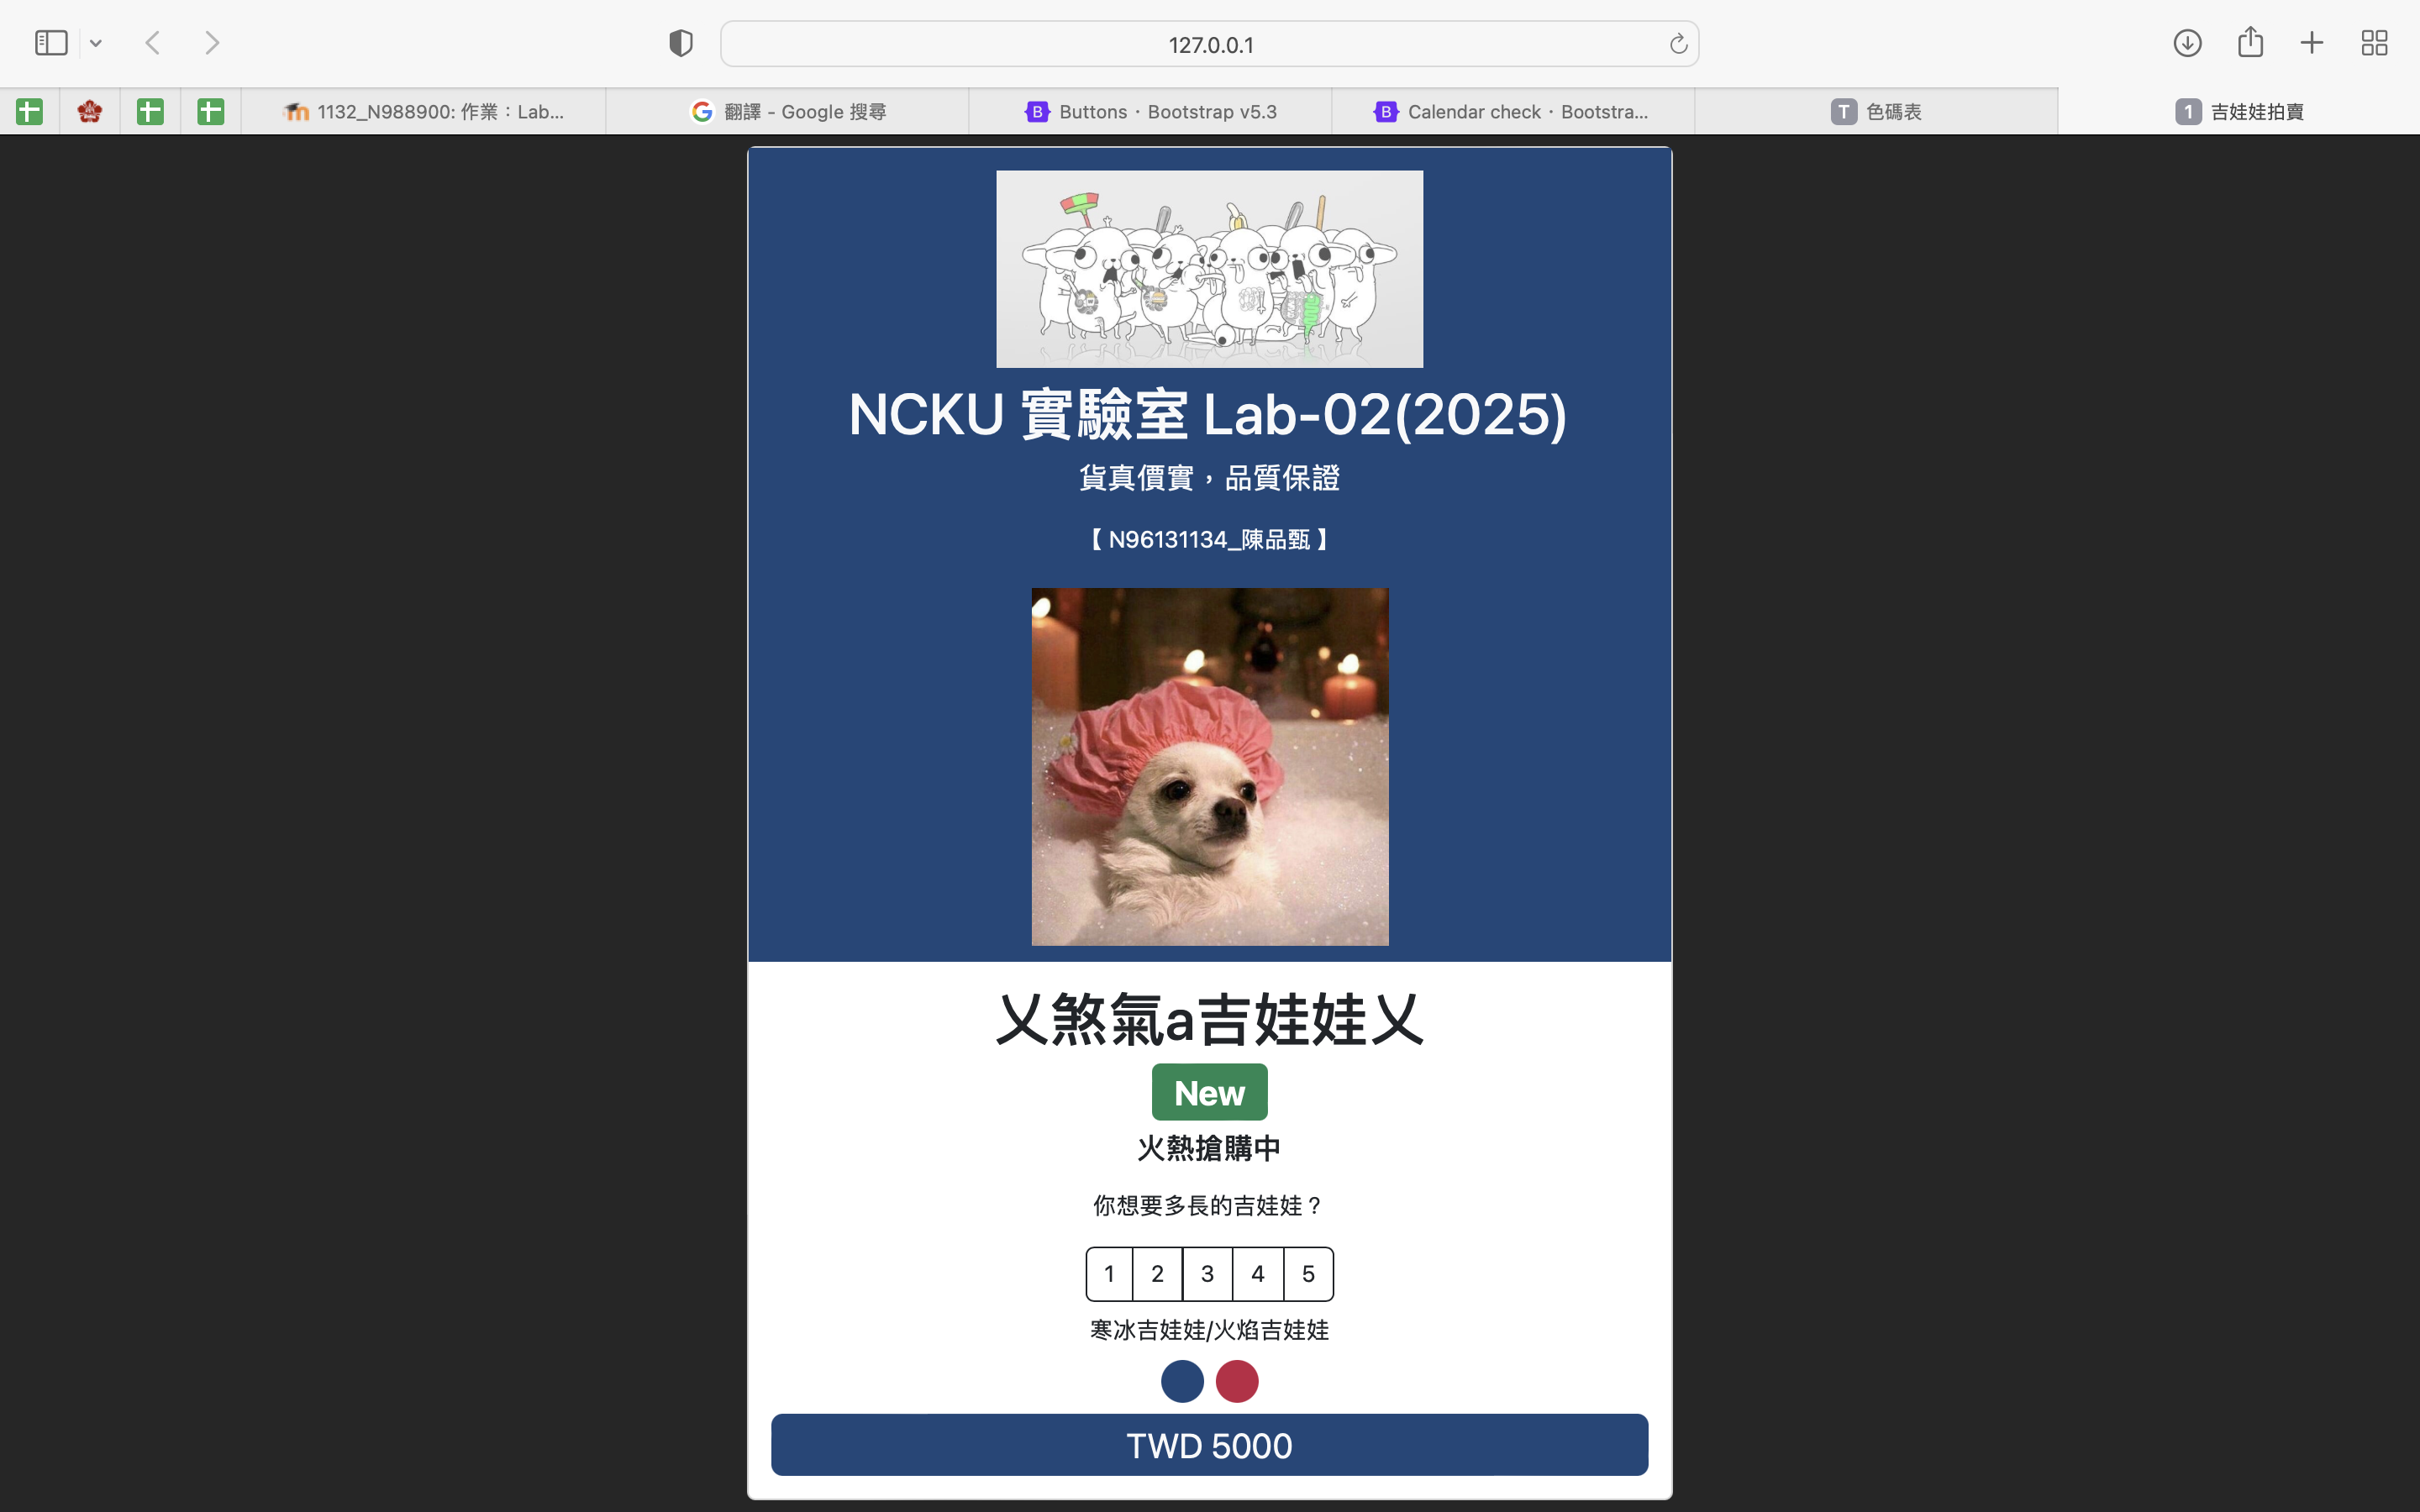 127.0.0.1
1132_N988900: 作業：Lab...
翻譯 - Google 搜尋
Buttons · Bootstrap v5.3
Calendar check · Bootstra...
T 色碼表
1 吉娃娃拍賣
NCKU 實驗室 Lab-02(2025)
貨真價實，品質保證
【 N96131134_陳品甄 】
乂煞氣a吉娃娃乂
New
火熱搶購中
你想要多長的吉娃娃？
1 2 3 4 5
寒冰吉娃娃/火焰吉娃娃
TWD 5000